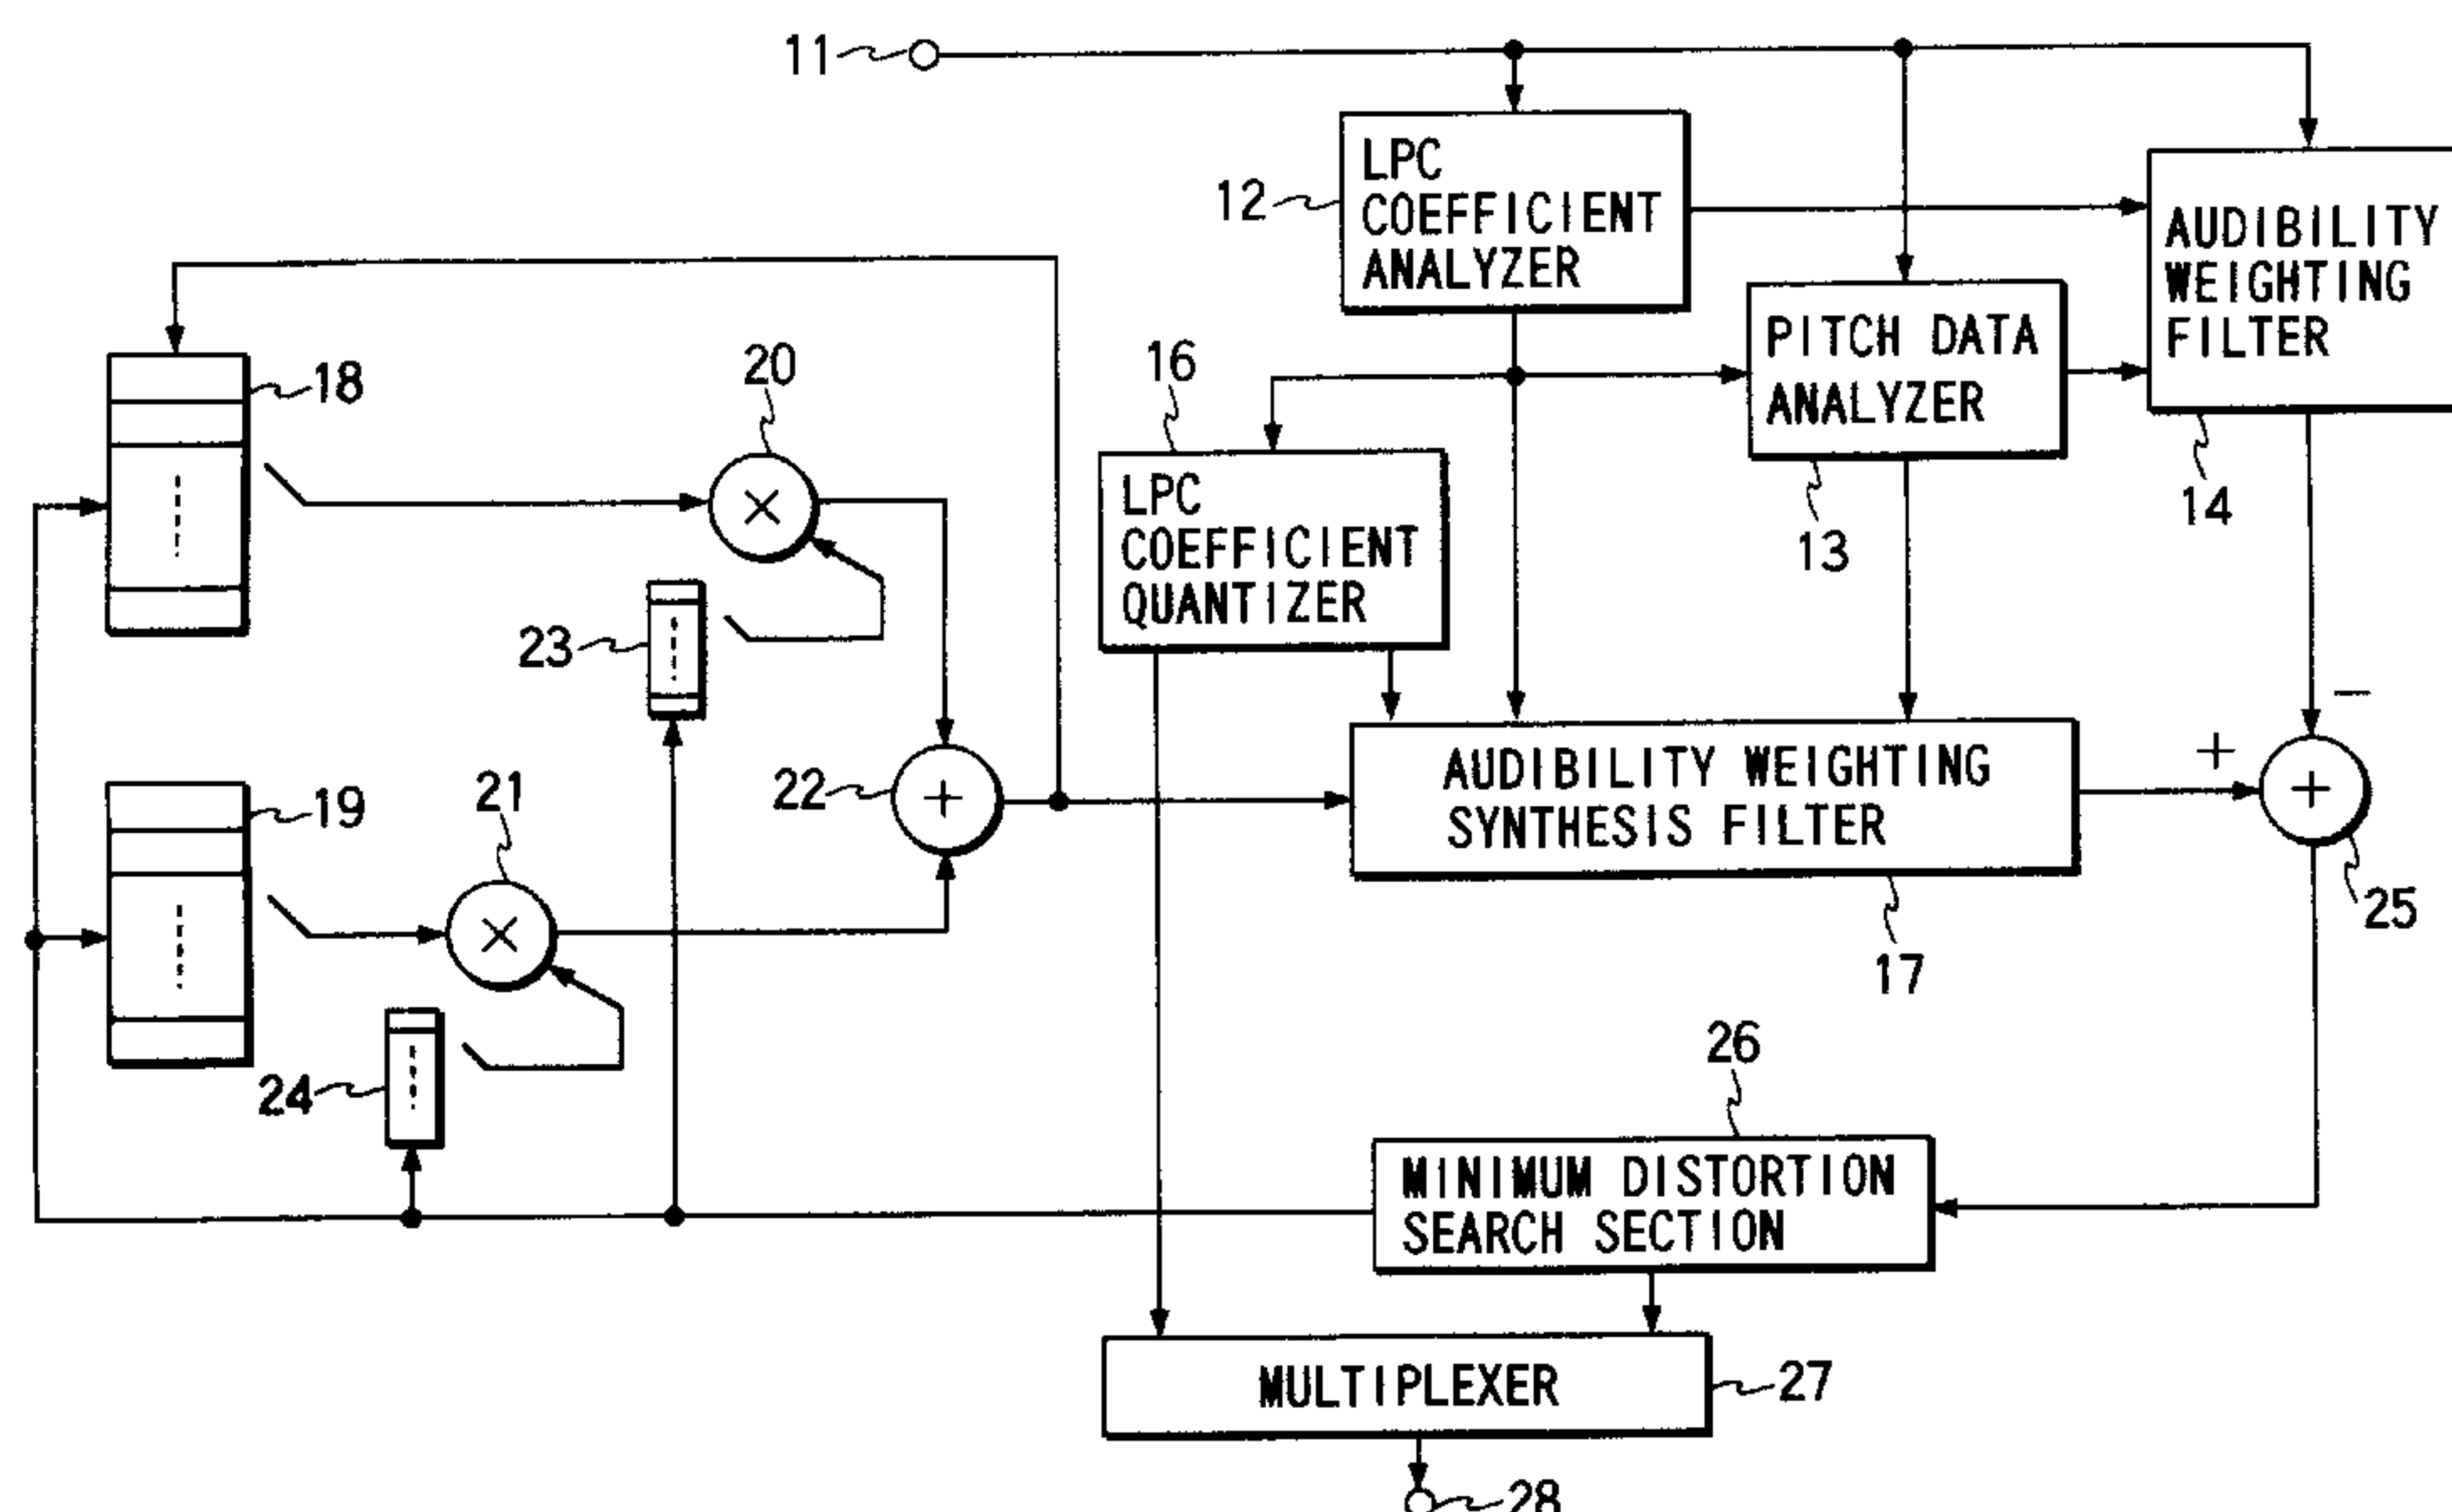 11
LPC
COEFFICIENT
ANALYZER
12
AUDIBILITY
WEIGHTING
FILTER
PITCH DATA
ANALYZER
16
20
18
14
13
LPC
COEFFICIENT
QUANTIZER
×
23
−
+
19
21
22
+
AUDIBILITY WEIGHTING
SYNTHESIS FILTER
+
25
×
17
24
26
MINIMUM DISTORTION
SEARCH SECTION
MULTIPLEXER
27
28